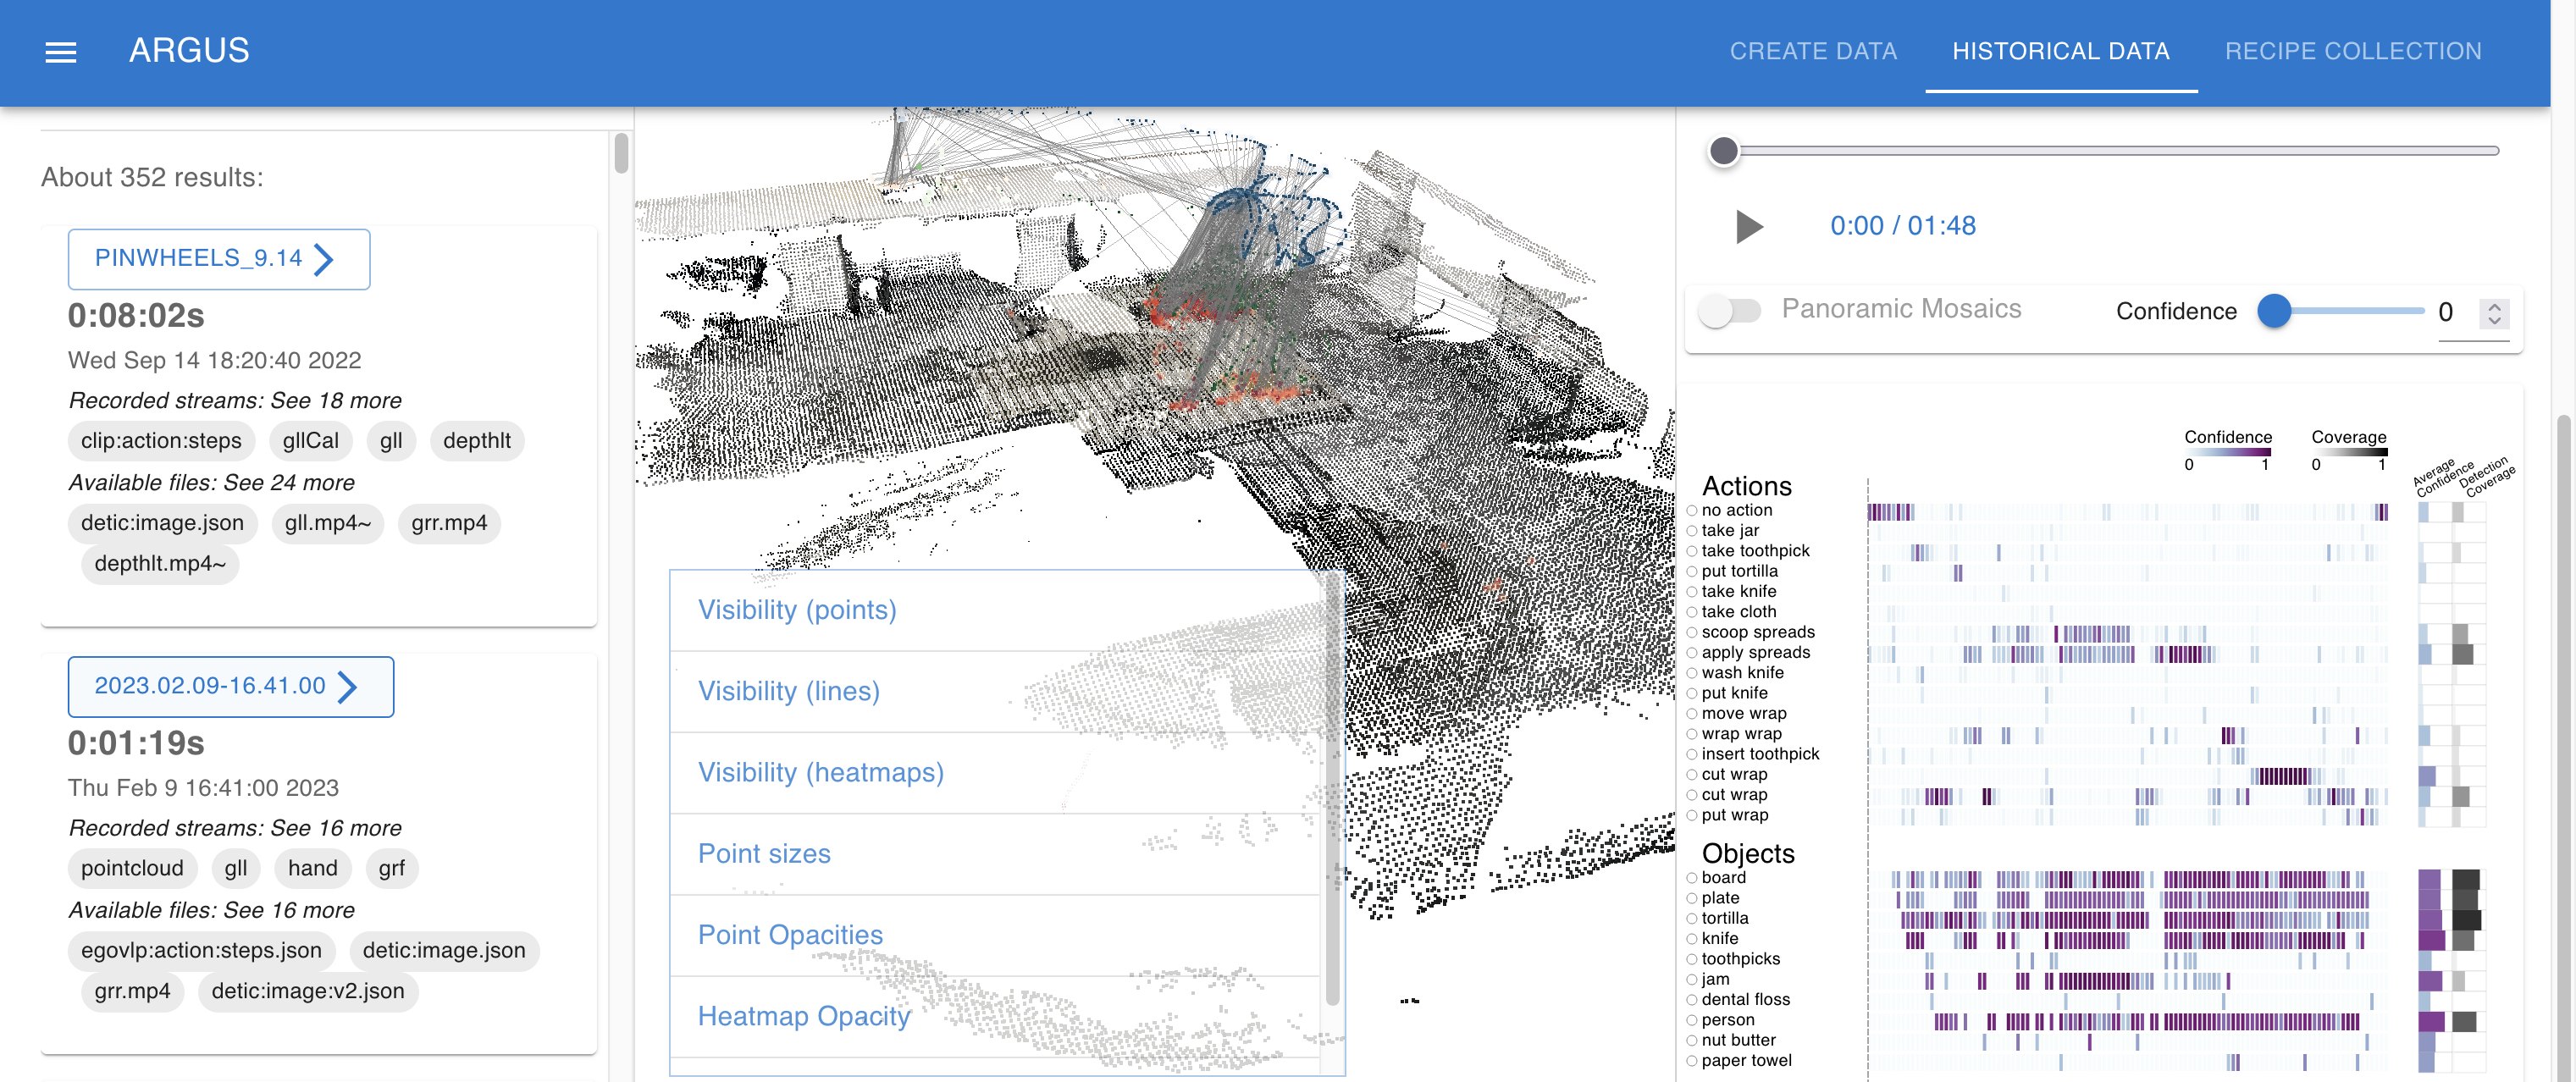 ARGUS
CREATE DATA
HISTORICAL DATA
RECIPE COLLECTION
About 352 results:
PINWHEELS_9.14
0:08:02s
Wed Sep 14 18:20:40 2022
Recorded streams: See 18 more
clip:action:steps gllCal gll depthlt
Available files: See 24 more
detic:image.json gll.mp4~ grr.mp4
depthlt.mp4~
2023.02.09-16.41.00
0:01:19s
Thu Feb 9 16:41:00 2023
Recorded streams: See 16 more
pointcloud gll hand grf
Available files: See 16 more
egovlp:action:steps.json detic:image.json
grr.mp4 detic:image:v2.json
Visibility (points)
Visibility (lines)
Visibility (heatmaps)
Point sizes
Point Opacities
Heatmap Opacity
0:00 / 01:48
Panoramic Mosaics
Confidence 0
Confidence
0 1
Coverage
0 1
Average
Confidence
Detection
Coverage
Actions
no action
take jar
take toothpick
put tortilla
take knife
take cloth
scoop spreads
apply spreads
wash knife
put knife
move wrap
wrap wrap
insert toothpick
cut wrap
cut wrap
put wrap
Objects
board
plate
tortilla
knife
toothpicks
jam
dental floss
person
nut butter
paper towel